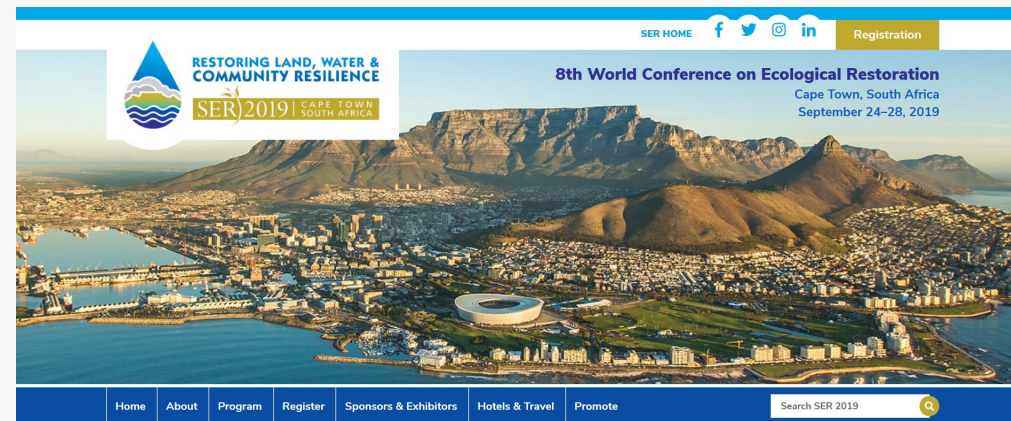 SER HOME
Registration
RESTORING LAND, WATER &
COMMUNITY RESILIENCE
SER2019 | CAPE TOWN
SOUTH AFRICA
8th World Conference on Ecological Restoration
Cape Town, South Africa
September 24–28, 2019
Home About Program Register Sponsors & Exhibitors Hotels & Travel Promote
Search SER 2019